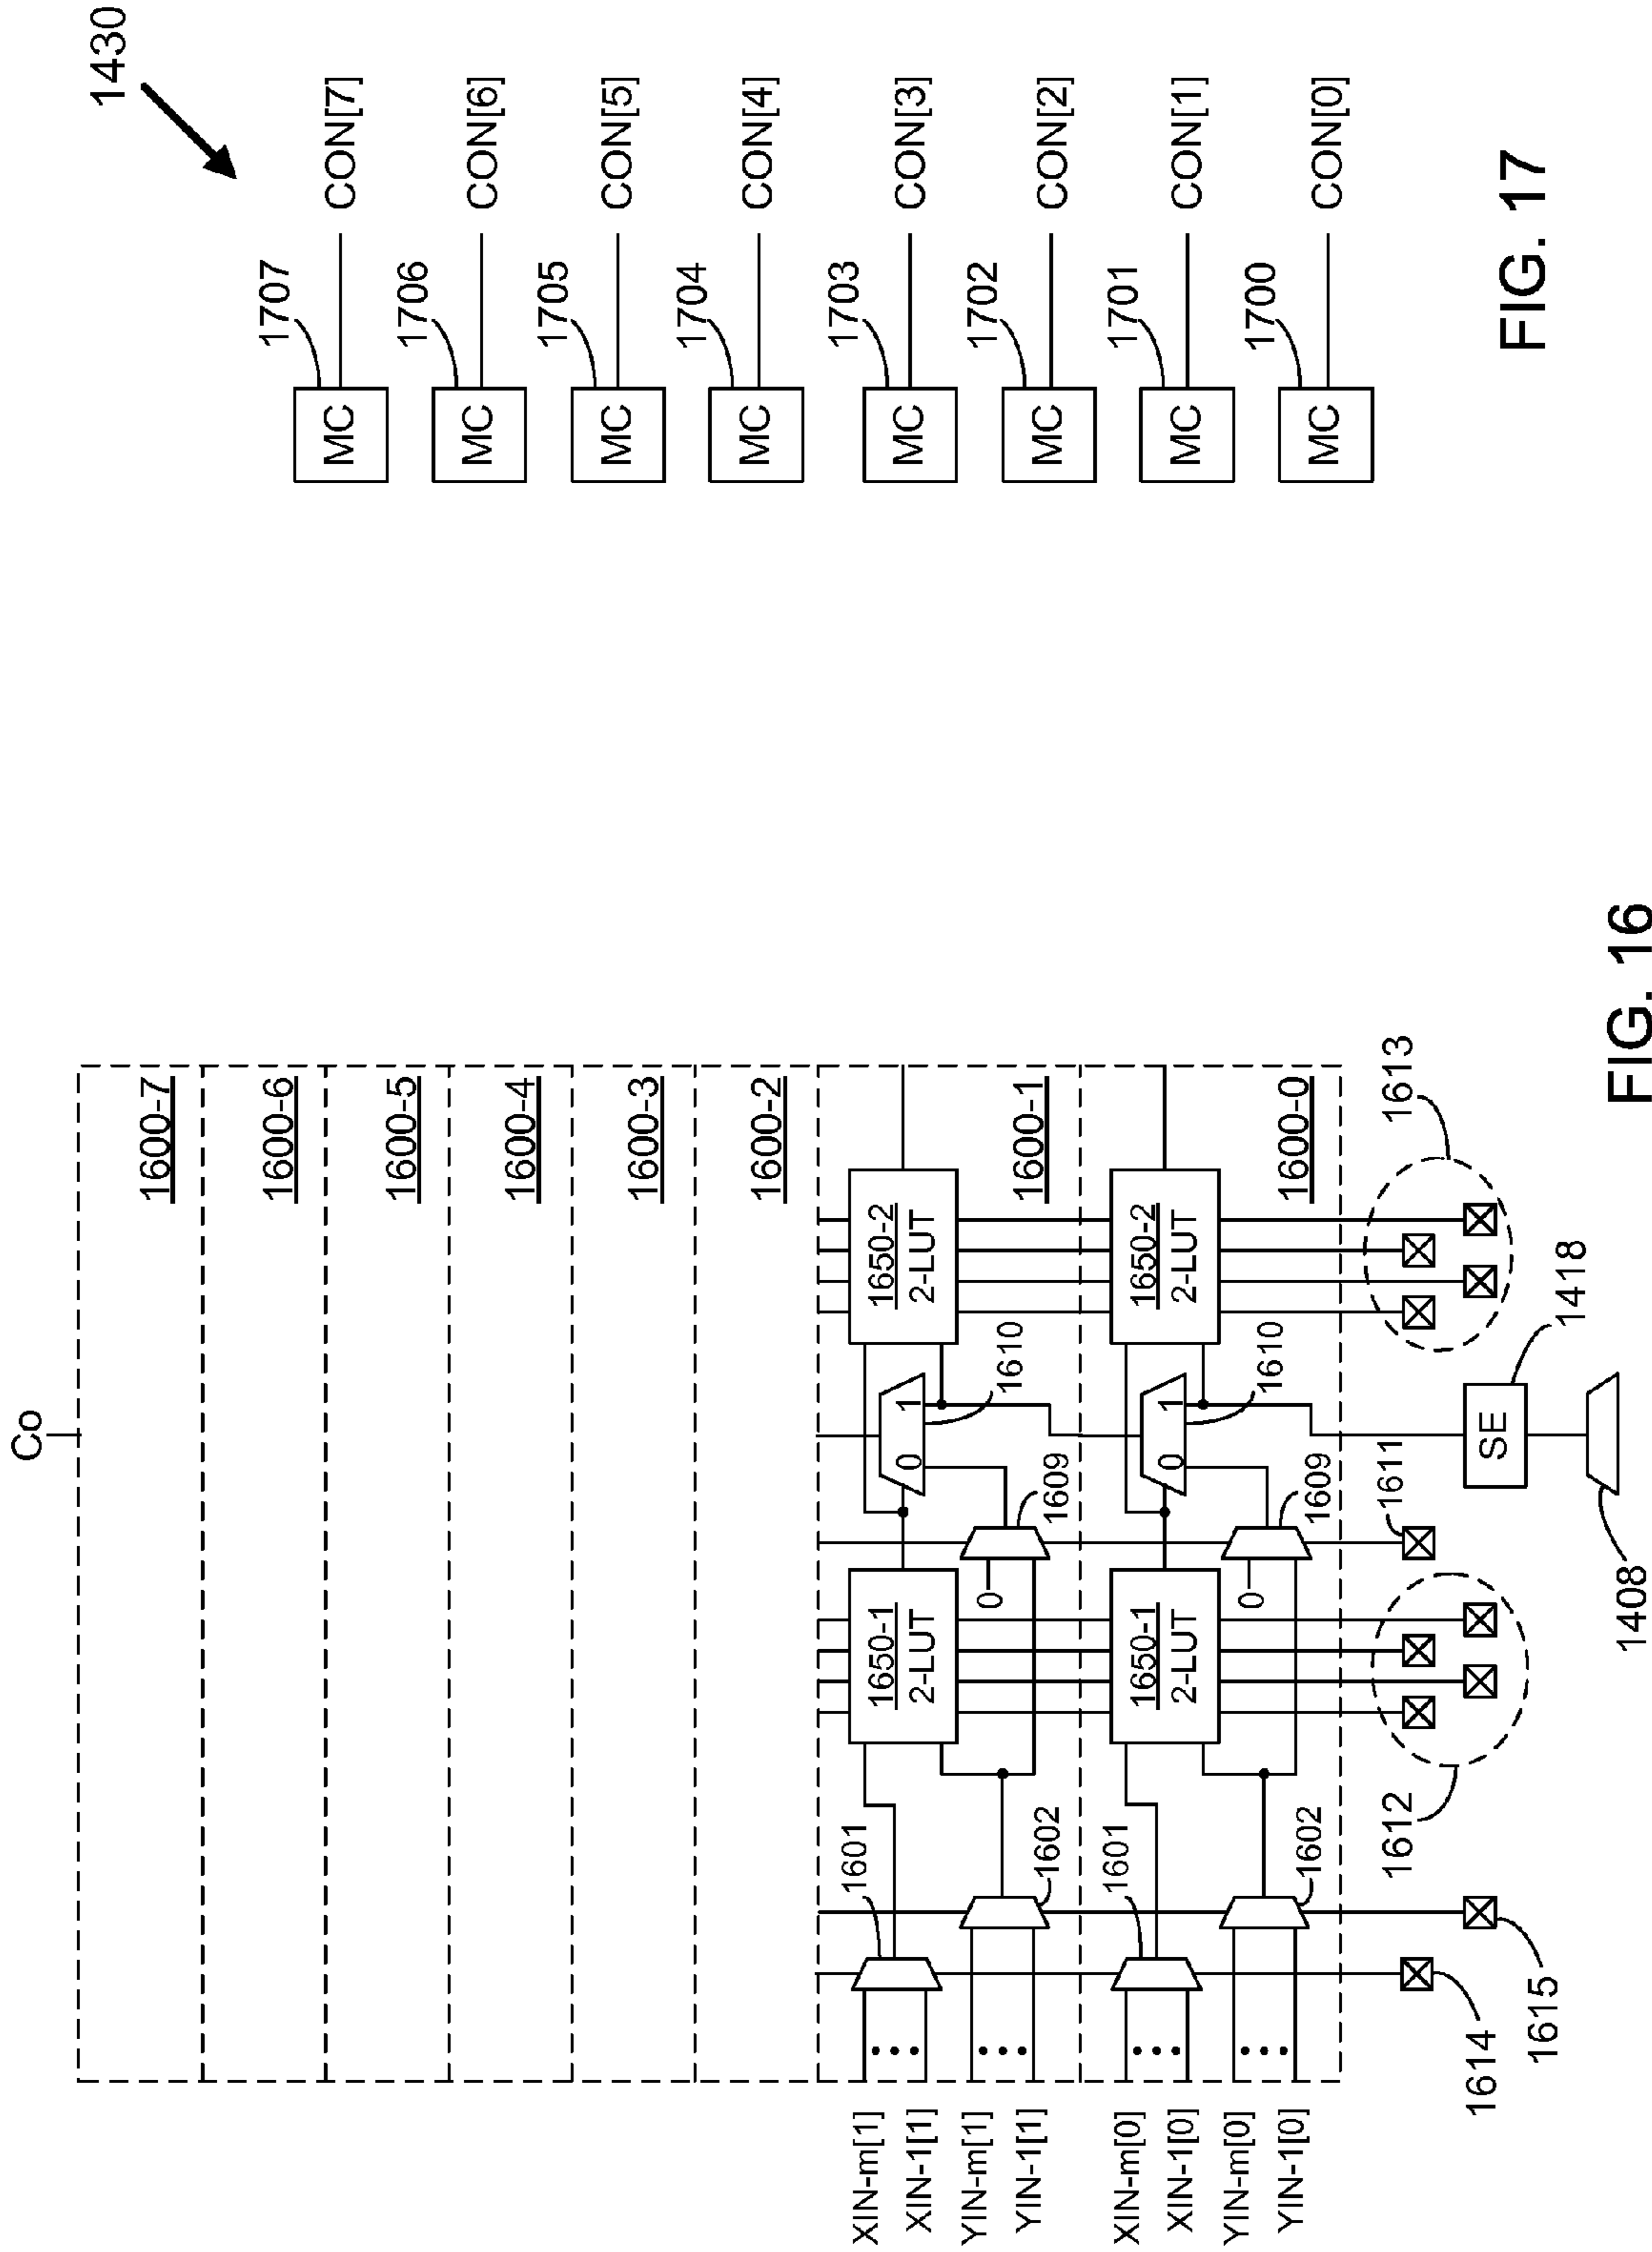 1430
1707
MC
CON[7]
1706
MC
CON[6]
1705
MC
CON[5]
1704
MC
CON[4]
1703
MC
CON[3]
1702
MC
CON[2]
1701
MC
CON[1]
1700
MC
CON[0]
FIG. 17
Co
1600-7
1600-6
1600-5
1600-4
1600-3
1600-2
XIN-m[1]
XIN-1[1]
YIN-m[1]
YIN-1[1]
1601
1602
1650-1
2-LUT
0
1609
0 1
1610
1650-2
2-LUT
1600-1
XIN-m[0]
XIN-1[0]
YIN-m[0]
YIN-1[0]
1601
1602
1650-1
2-LUT
0
1609
0 1
1610
1650-2
2-LUT
1600-0
1614
1615
1612
1611
SE
1418
1408
1613
FIG. 16